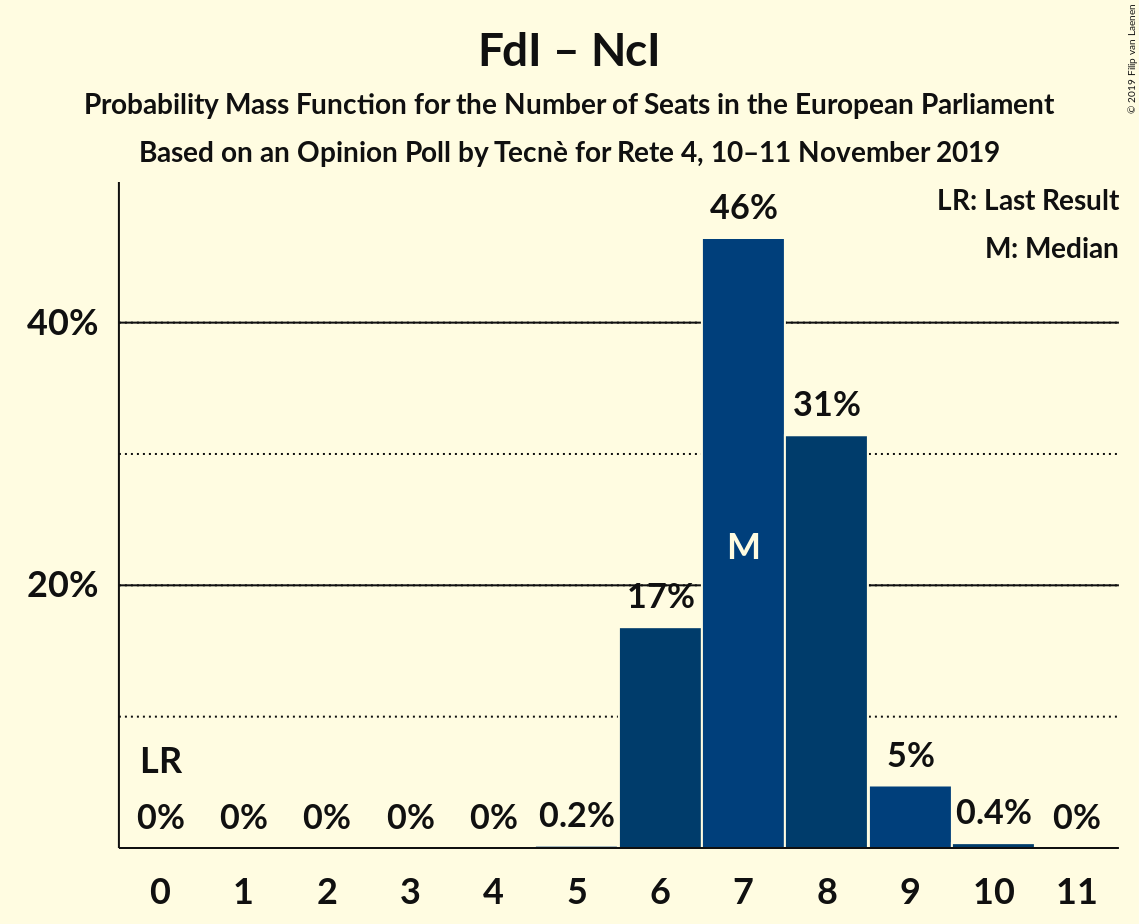 FdI – NcI
Probability Mass Function for the Number of Seats in the European Parliament
Based on an Opinion Poll by Tecnè for Rete 4, 10–11 November 2019
© 2019 Filip van Laenen
LR: Last Result
M: Median
46%
40%
31%
M
20%
17%
LR
5%
0% 0% 0% 0% 0% 0.2% 0.4% 0%
0 1 2 3 4 5 6 7 8 9 10 11